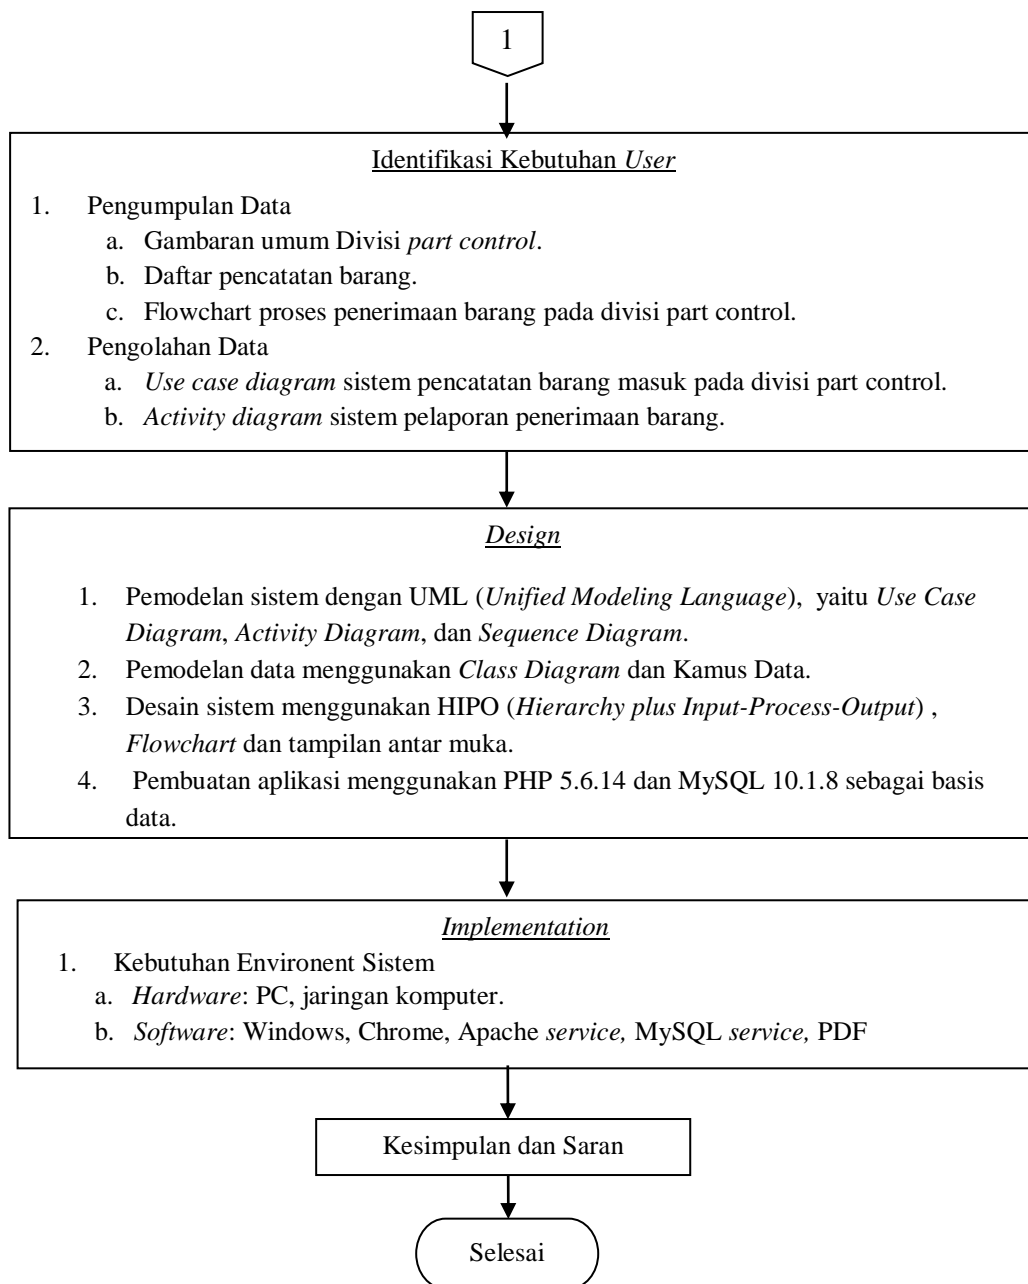 1
Identifikasi Kebutuhan User
1. Pengumpulan Data
a. Gambaran umum Divisi part control.
b. Daftar pencatatan barang.
c. Flowchart proses penerimaan barang pada divisi part control.
2. Pengolahan Data
a. Use case diagram sistem pencatatan barang masuk pada divisi part control.
b. Activity diagram sistem pelaporan penerimaan barang.
Design
1. Pemodelan sistem dengan UML (Unified Modeling Language), yaitu Use Case
Diagram, Activity Diagram, dan Sequence Diagram.
2. Pemodelan data menggunakan Class Diagram dan Kamus Data.
3. Desain sistem menggunakan HIPO (Hierarchy plus Input-Process-Output) ,
Flowchart dan tampilan antar muka.
4. Pembuatan aplikasi menggunakan PHP 5.6.14 dan MySQL 10.1.8 sebagai basis
data.
Implementation
1. Kebutuhan Environent Sistem
a. Hardware: PC, jaringan komputer.
b. Software: Windows, Chrome, Apache service, MySQL service, PDF
Kesimpulan dan Saran
Selesai